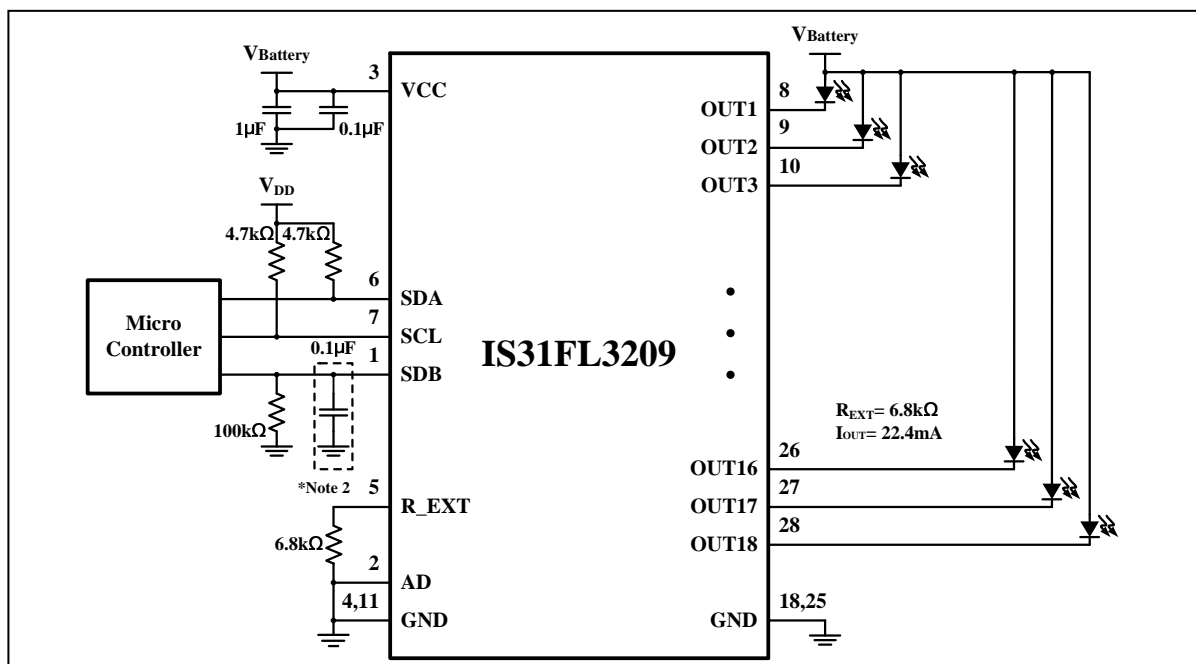 VBattery
3
VCC
1µF
0.1µF
VDD
4.7kΩ
4.7kΩ
6
SDA
7
SCL
Micro
Controller
0.1µF
1
SDB
100kΩ
*Note 2
5
R_EXT
6.8kΩ
2
AD
4,11
GND
IS31FL3209
VBattery
8
OUT1
9
OUT2
10
OUT3
REXT= 6.8kΩ
IOUT= 22.4mA
26
OUT16
27
OUT17
28
OUT18
18,25
GND